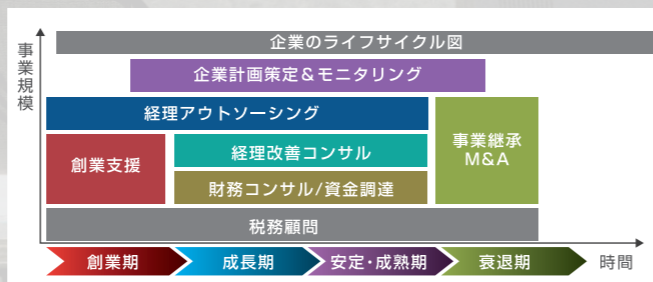 企業のライフサイクル図
事業規模
企業計画策定&モニタリング
経理アウトソーシング
創業支援
経理改善コンサル
財務コンサル/資金調達
事業継承
M&A
税務顧問
創業期
成長期
安定・成熟期
衰退期
時間